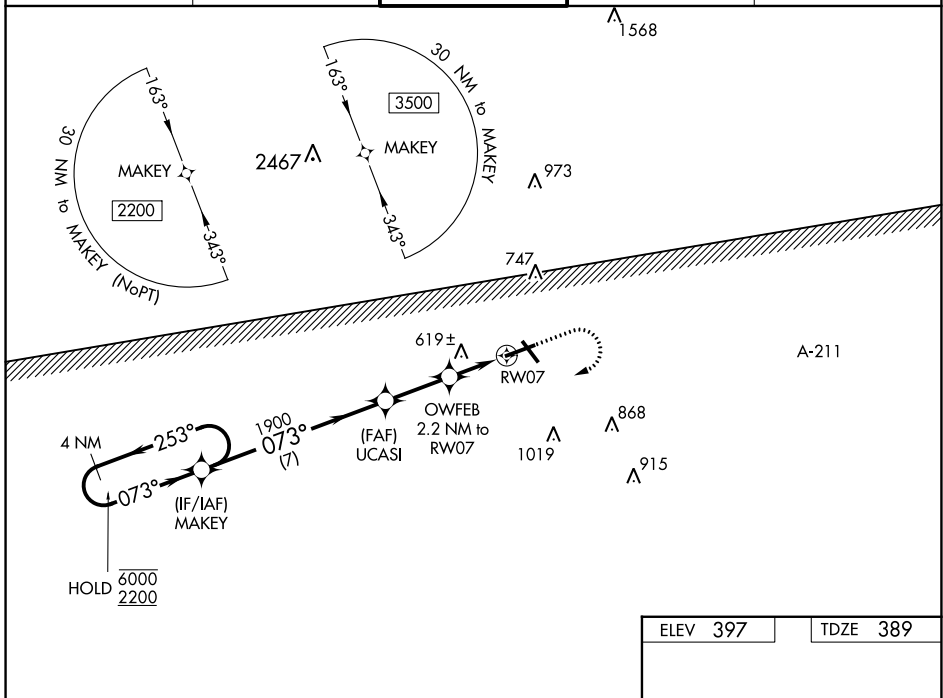 1568
30 NM to MAKEY
163°
3500
MAKEY
343°
30 NM to MAKEY (NoPT)
163°
MAKEY
2200
343°
2467
973
747
619±
RW07
A-211
OWFEB
2.2 NM to
RW07
(FAF)
UCASI
1900
073°
(7)
868
1019
915
4 NM
253°
073°
(IF/IAF)
MAKEY
HOLD
6000
2200
ELEV 397
TDZE 389